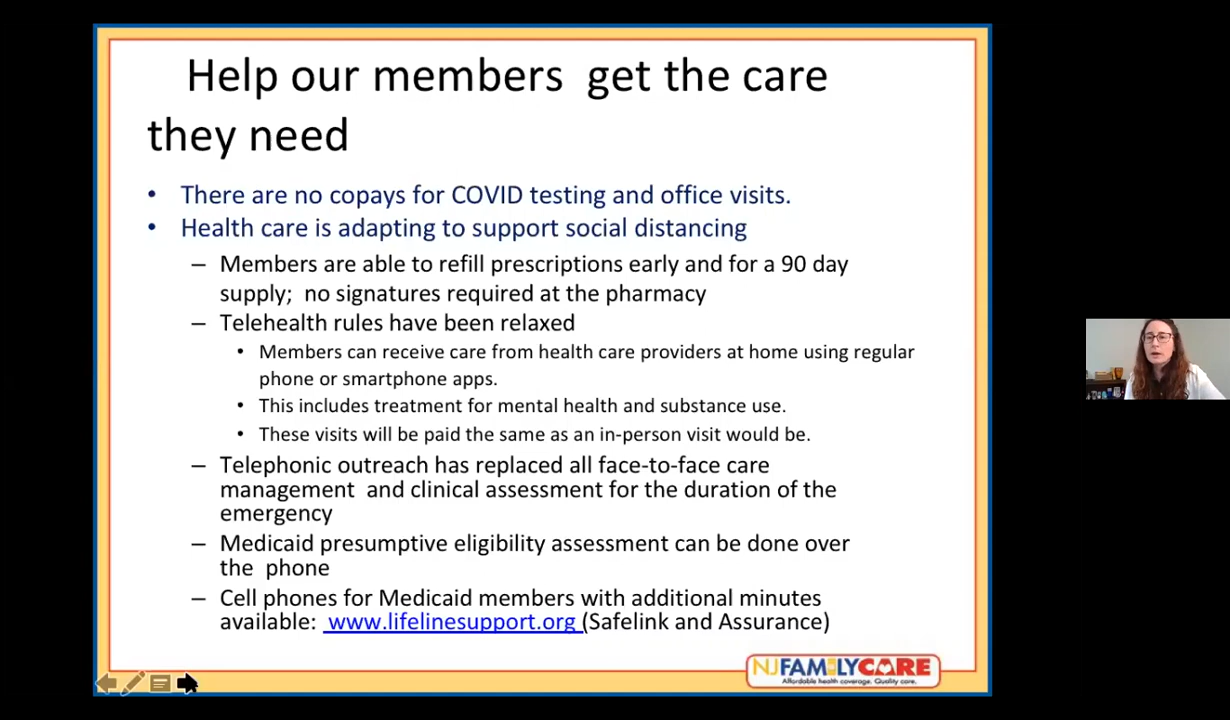 Help our members get the care
they need
• There are no copays for COVID testing and office visits.
• Health care is adapting to support social distancing
– Members are able to refill prescriptions early and for a 90 day
supply; no signatures required at the pharmacy
– Telehealth rules have been relaxed
• Members can receive care from health care providers at home using regular
phone or smartphone apps.
• This includes treatment for mental health and substance use.
• These visits will be paid the same as an in-person visit would be.
– Telephonic outreach has replaced all face-to-face care
management and clinical assessment for the duration of the
emergency
– Medicaid presumptive eligibility assessment can be done over
the phone
– Cell phones for Medicaid members with additional minutes
available: www.lifelinesupport.org (Safelink and Assurance)
NJFAMILYCARE
Affordable health coverage. Quality care.